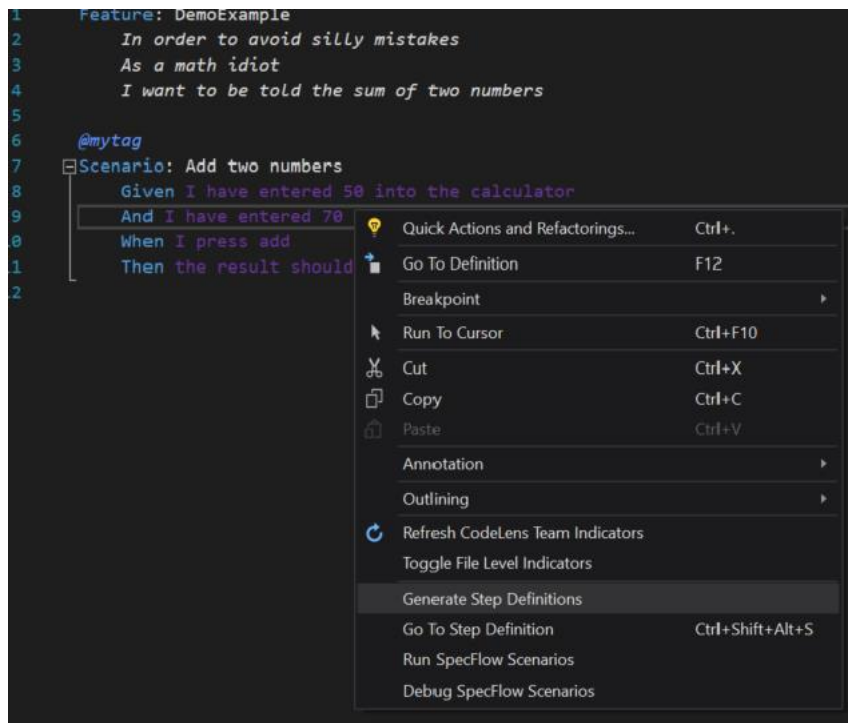 1 Feature: DemoExample
2 In order to avoid silly mistakes
3 As a math idiot
4 I want to be told the sum of two numbers
5
6 @mytag
7 Scenario: Add two numbers
8 Given I have entered 50 into the calculator
9 And I have entered 70
0 When I press add
1 Then the result should
2
Quick Actions and Refactorings... Ctrl+.
Go To Definition F12
Breakpoint
Run To Cursor Ctrl+F10
Cut Ctrl+X
Copy Ctrl+C
Paste Ctrl+V
Annotation
Outlining
Refresh CodeLens Team Indicators
Toggle File Level Indicators
Generate Step Definitions
Go To Step Definition Ctrl+Shift+Alt+S
Run SpecFlow Scenarios
Debug SpecFlow Scenarios